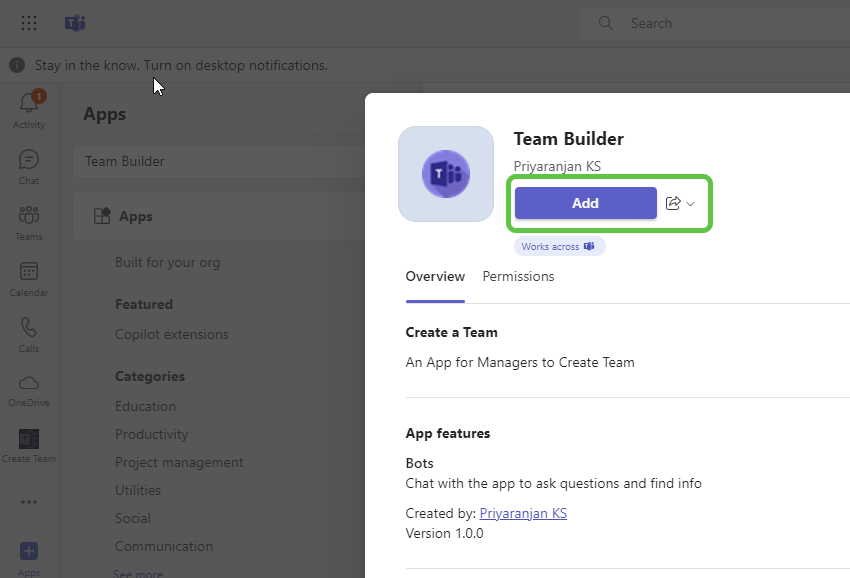 Search
Stay in the know. Turn on desktop notifications.
1
Activity
Chat
Teams
Calendar
Calls
OneDrive
Create Team
Apps
Apps
Team Builder
Apps
Built for your org
Featured
Copilot extensions
Categories
Education
Productivity
Project management
Utilities
Social
Communication
See more
Team Builder
Priyaranjan KS
Add
Works across
Overview Permissions
Create a Team
An App for Managers to Create Team
App features
Bots
Chat with the app to ask questions and find info
Created by: Priyaranjan KS
Version 1.0.0